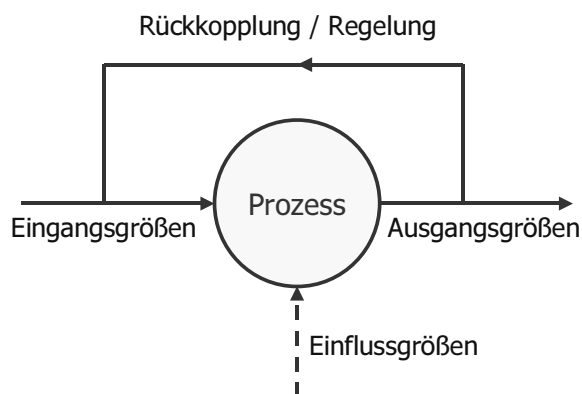 Rückkopplung / Regelung
Prozess
Eingangsgrößen
Ausgangsgrößen
Einflussgrößen